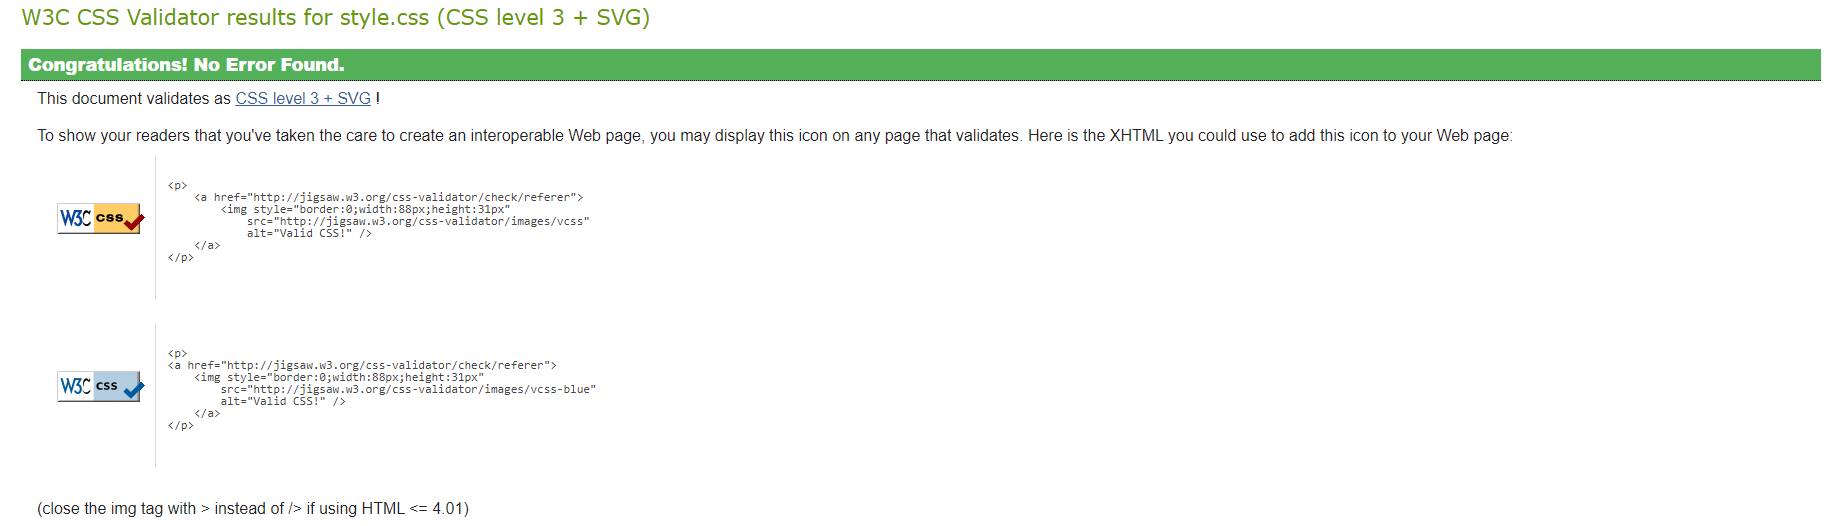 W3C CSS Validator results for style.css (CSS level 3 + SVG)
Congratulations! No Error Found.
This document validates as CSS level 3 + SVG !
To show your readers that you've taken the care to create an interoperable Web page, you may display this icon on any page that validates. Here is the XHTML you could use to add this icon to your Web page:
W3C css
<p>
    <a href="http://jigsaw.w3.org/css-validator/check/referer">
        <img style="border:0;width:88px;height:31px"
            src="http://jigsaw.w3.org/css-validator/images/vcss"
            alt="Valid CSS!" />
    </a>
</p>
W3C css
<p>
<a href="http://jigsaw.w3.org/css-validator/check/referer">
    <img style="border:0;width:88px;height:31px"
        src="http://jigsaw.w3.org/css-validator/images/vcss-blue"
        alt="Valid CSS!" />
    </a>
</p>
(close the img tag with > instead of /> if using HTML <= 4.01)